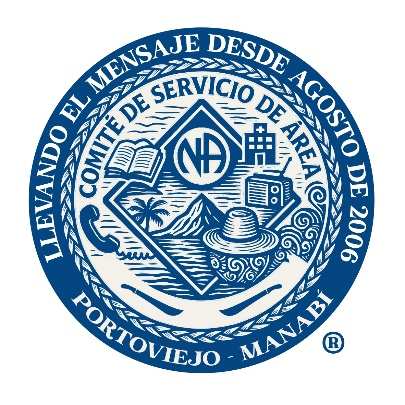 LLEVANDO EL MENSAJE DESDE AGOSTO DE 2006
COMITÉ DE SERVICIO DE ÁREA
NA
PORTOVIEJO - MANABÍ
®